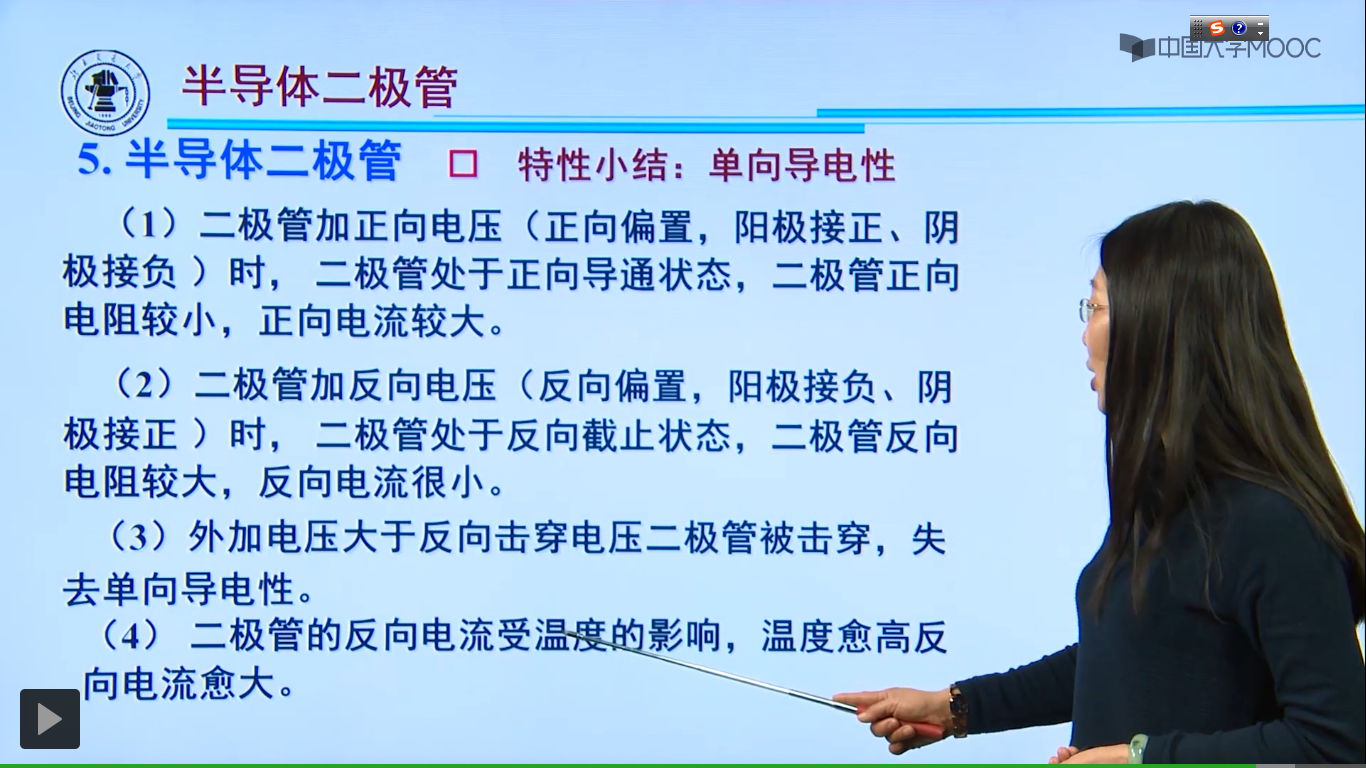 中国大学MOOC
半导体二极管
5. 半导体二极管 □ 特性小结：单向导电性
（1）二极管加正向电压（正向偏置，阳极接正、阴
极接负 ）时， 二极管处于正向导通状态，二极管正向
电阻较小，正向电流较大。
（2）二极管加反向电压（反向偏置，阳极接负、阴
极接正 ）时， 二极管处于反向截止状态，二极管反向
电阻较大，反向电流很小。
（3）外加电压大于反向击穿电压二极管被击穿，失
去单向导电性。
（4） 二极管的反向电流受温度的影响，温度愈高反
向电流愈大。
BEIJING JIAOTONG UNIVERSITY